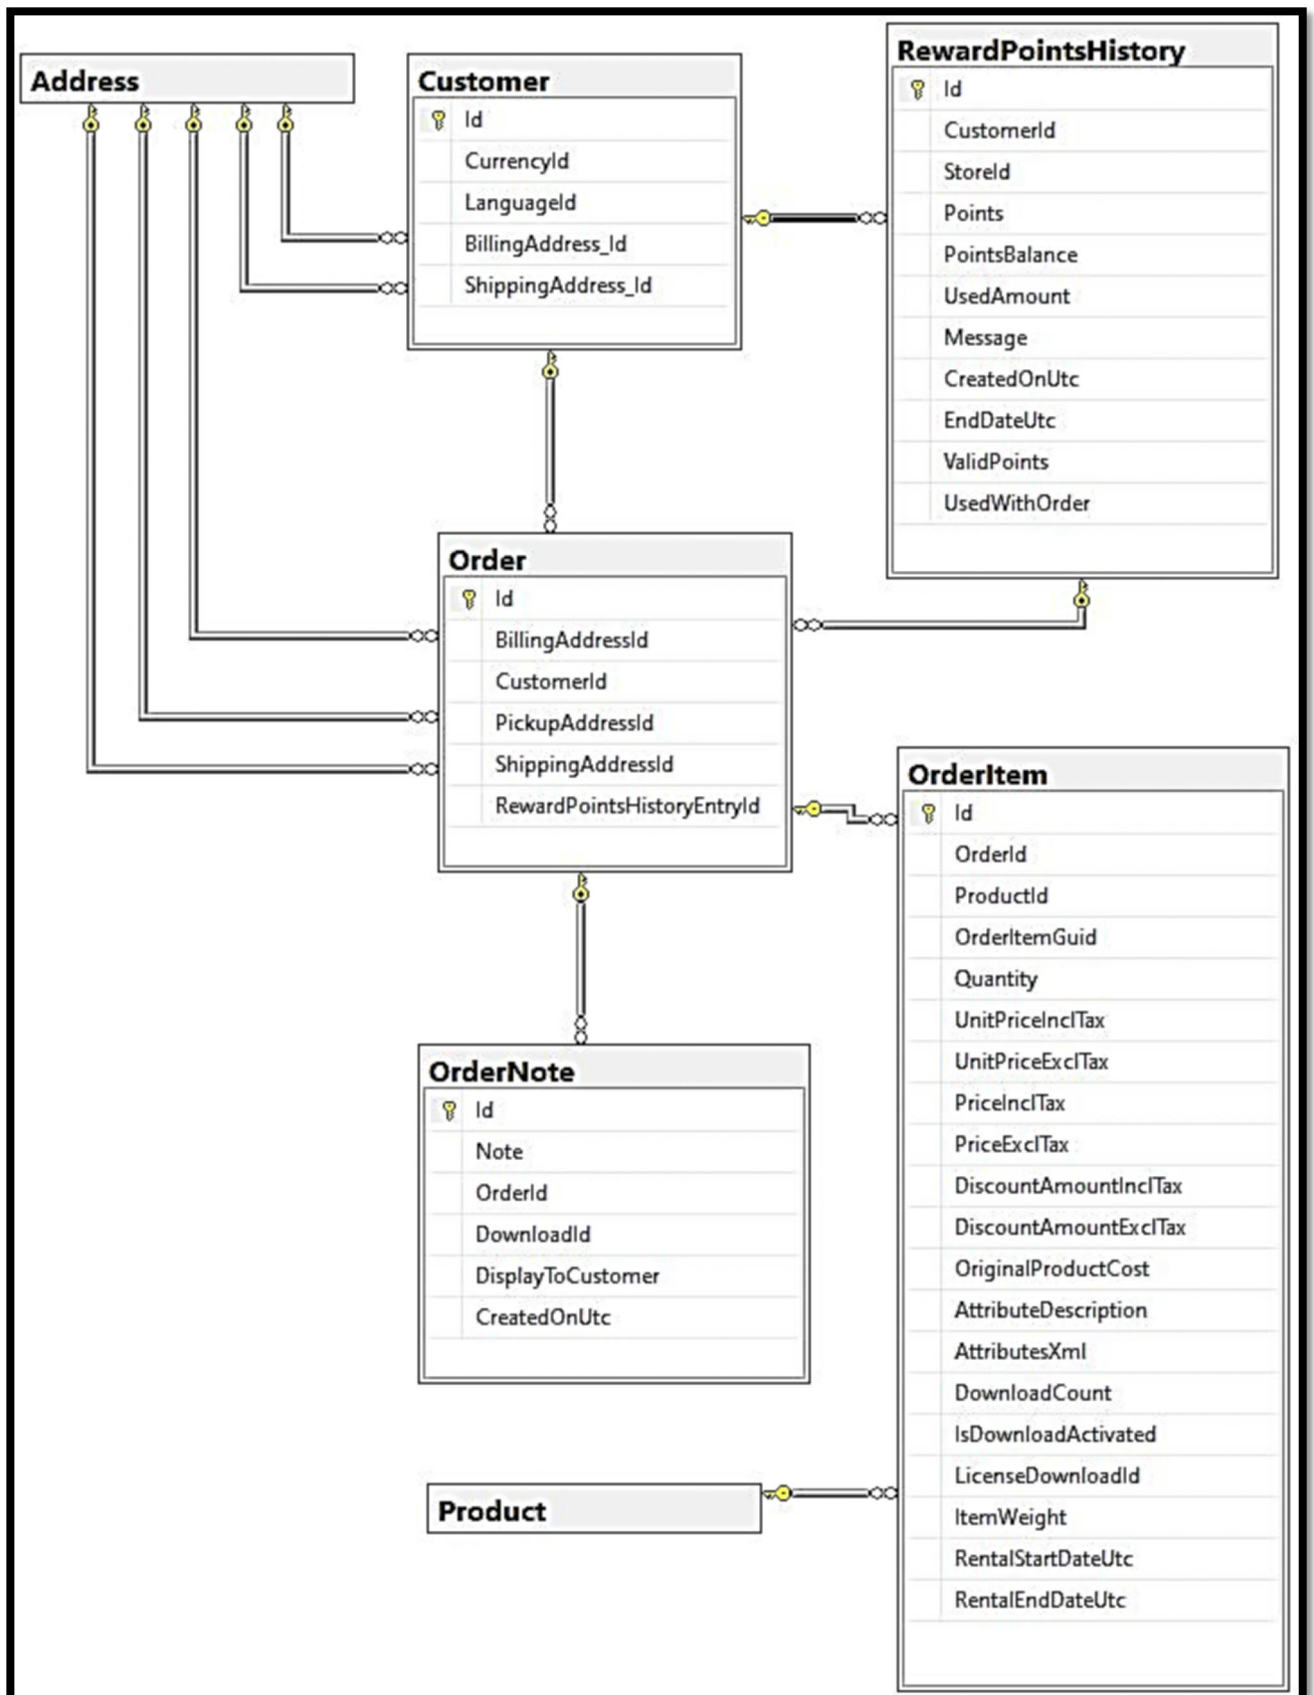 Address
Customer
Id
CurrencyId
LanguageId
BillingAddress_Id
ShippingAddress_Id
RewardPointsHistory
Id
CustomerId
StoreId
Points
PointsBalance
UsedAmount
Message
CreatedOnUtc
EndDateUtc
ValidPoints
UsedWithOrder
Order
Id
BillingAddressId
CustomerId
PickupAddressId
ShippingAddressId
RewardPointsHistoryEntryId
OrderItem
Id
OrderId
ProductId
OrderItemGuid
Quantity
UnitPriceInclTax
UnitPriceExclTax
PriceInclTax
PriceExclTax
DiscountAmountInclTax
DiscountAmountExclTax
OriginalProductCost
AttributeDescription
AttributesXml
DownloadCount
IsDownloadActivated
LicenseDownloadId
ItemWeight
RentalStartDateUtc
RentalEndDateUtc
OrderNote
Id
Note
OrderId
DownloadId
DisplayToCustomer
CreatedOnUtc
Product